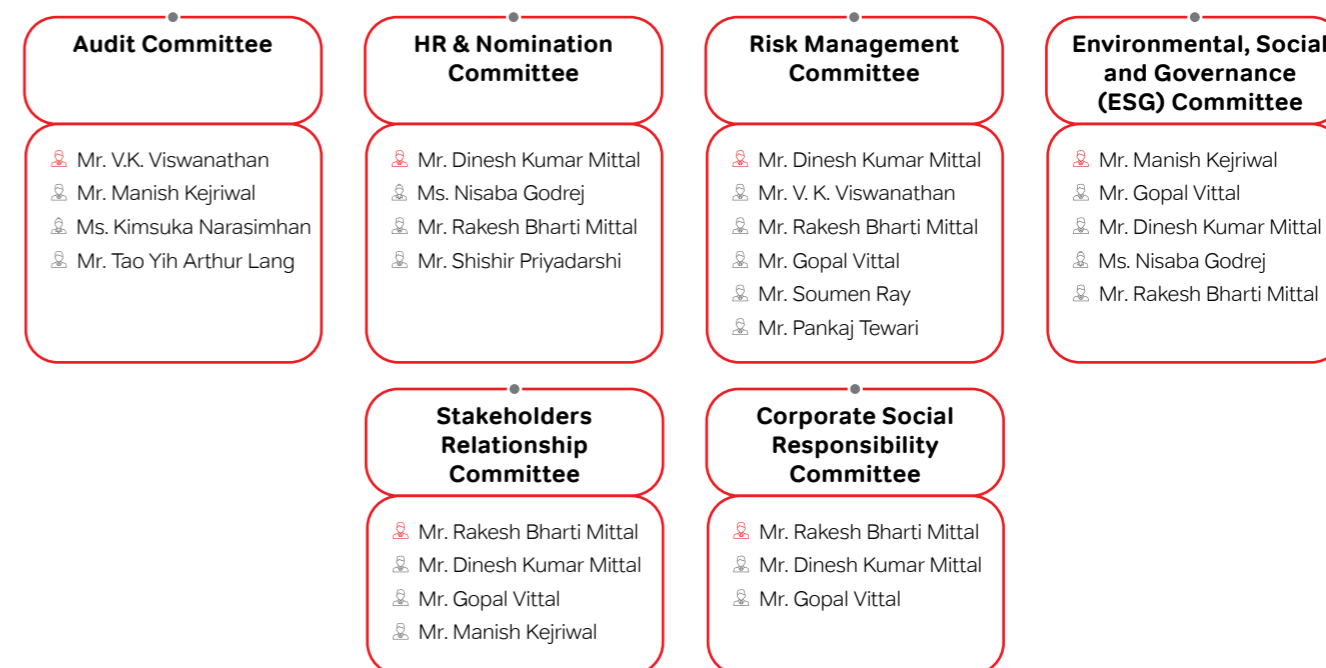 Audit Committee
Mr. V.K. Viswanathan
Mr. Manish Kejriwal
Ms. Kimsuka Narasimhan
Mr. Tao Yih Arthur Lang
HR & Nomination
Committee
Mr. Dinesh Kumar Mittal
Ms. Nisaba Godrej
Mr. Rakesh Bharti Mittal
Mr. Shishir Priyadarshi
Risk Management
Committee
Mr. Dinesh Kumar Mittal
Mr. V. K. Viswanathan
Mr. Rakesh Bharti Mittal
Mr. Gopal Vittal
Mr. Soumen Ray
Mr. Pankaj Tewari
Environmental, Social
and Governance
(ESG) Committee
Mr. Manish Kejriwal
Mr. Gopal Vittal
Mr. Dinesh Kumar Mittal
Ms. Nisaba Godrej
Mr. Rakesh Bharti Mittal
Stakeholders
Relationship
Committee
Mr. Rakesh Bharti Mittal
Mr. Dinesh Kumar Mittal
Mr. Gopal Vittal
Mr. Manish Kejriwal
Corporate Social
Responsibility
Committee
Mr. Rakesh Bharti Mittal
Mr. Dinesh Kumar Mittal
Mr. Gopal Vittal